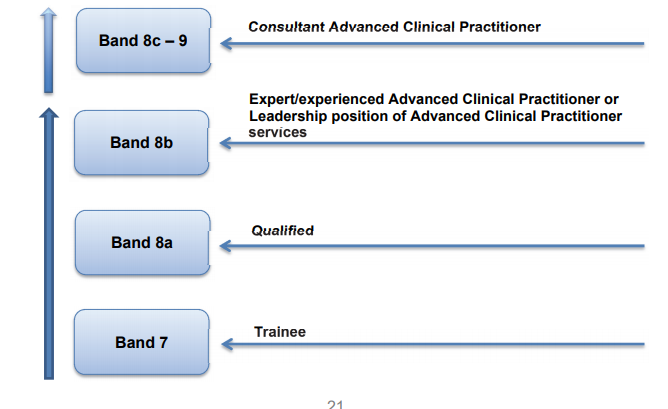 Band 8c – 9
Consultant Advanced Clinical Practitioner
Band 8b
Expert/experienced Advanced Clinical Practitioner or
Leadership position of Advanced Clinical Practitioner
services
Band 8a
Qualified
Band 7
Trainee
21